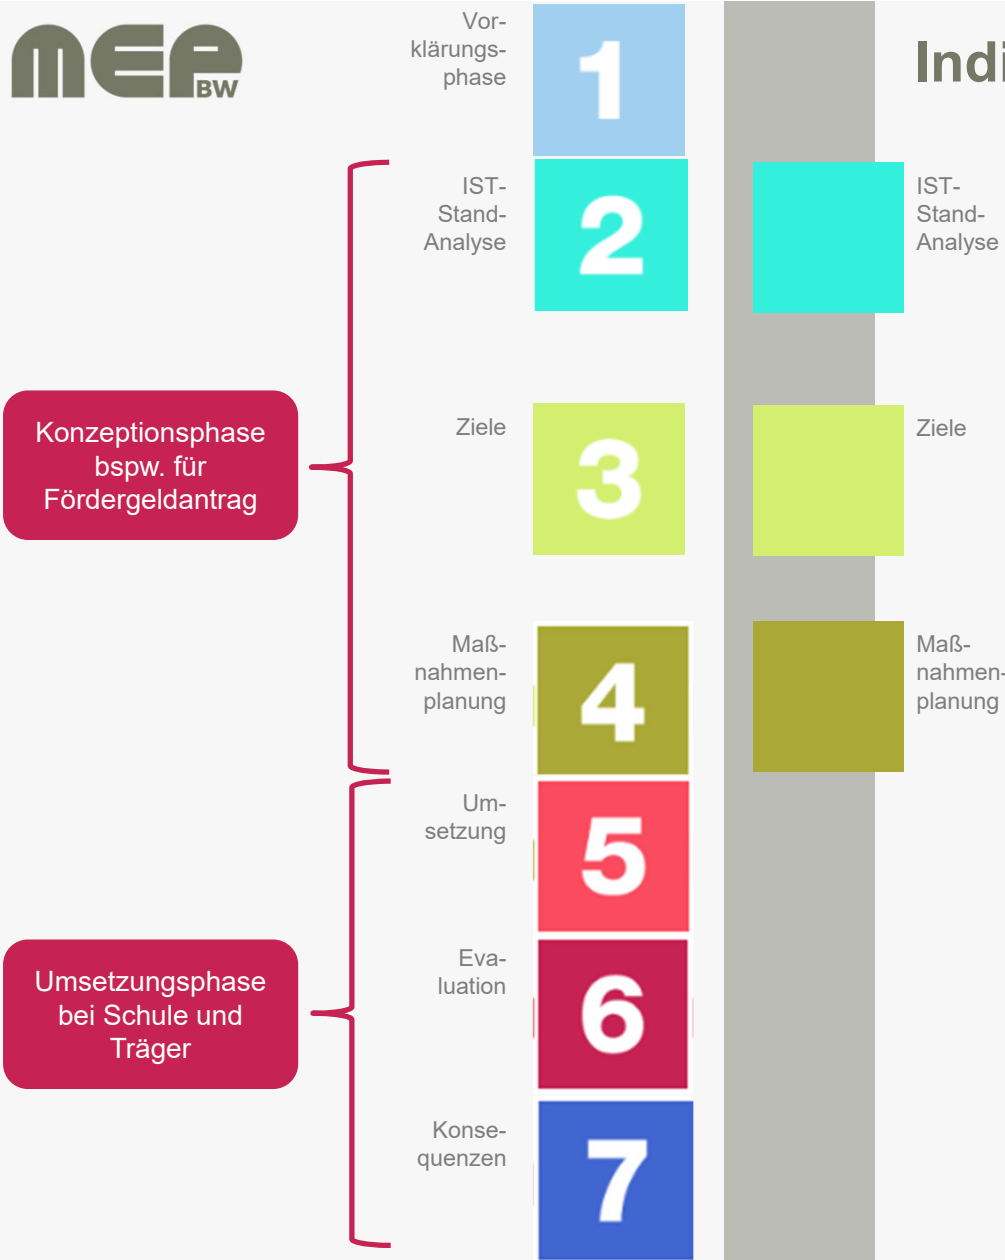 MEP
BW
Vor-
klärungs-
phase
1
Indi
IST-
Stand-
Analyse
2
IST-
Stand-
Analyse
Konzeptionsphase
bspw. für
Fördergeldantrag
Ziele
3
Ziele
Maß-
nahmen-
planung
4
Maß-
nahmen-
planung
Um-
setzung
5
Umsetzungsphase
bei Schule und
Träger
Eva-
luation
6
Konse-
quenzen
7